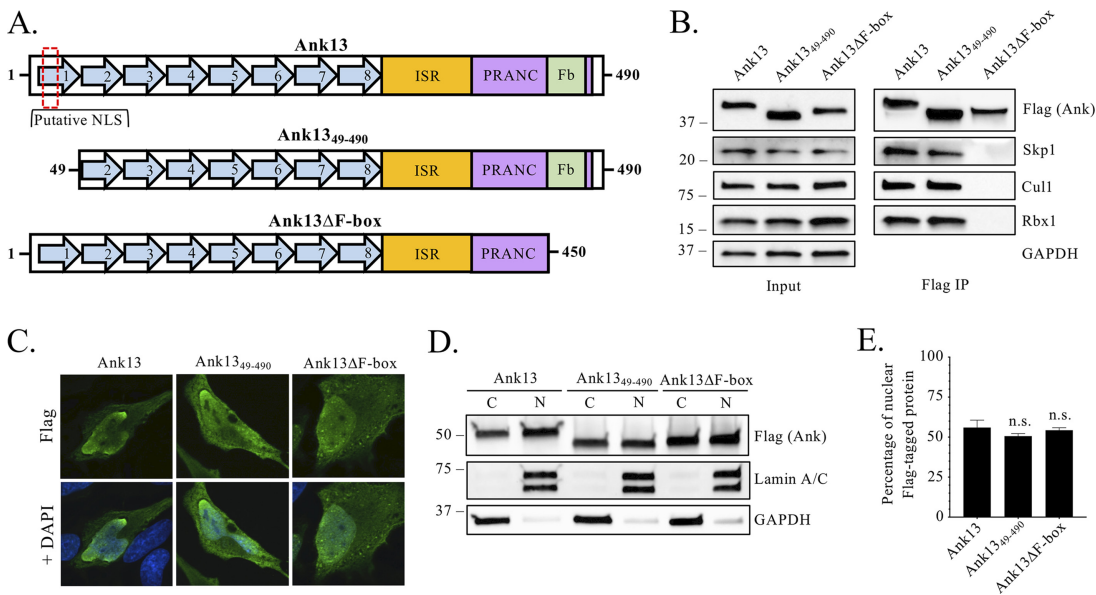 A.
Ank13
1 1 2 3 4 5 6 7 8 ISR PRANC Fb 490
Putative NLS
Ank13₄₉₋₄₉₀
49 2 3 4 5 6 7 8 ISR PRANC Fb 490
Ank13ΔF-box
1 1 2 3 4 5 6 7 8 ISR PRANC 450
B.
Ank13 Ank13₄₉₋₄₉₀ Ank13ΔF-box Ank13 Ank13₄₉₋₄₉₀ Ank13ΔF-box
37 – Flag (Ank)
20 – Skp1
75 – Cul1
15 – Rbx1
37 – GAPDH
Input Flag IP
C.
Ank13 Ank13₄₉₋₄₉₀ Ank13ΔF-box
Flag
+ DAPI
D.
Ank13 Ank13₄₉₋₄₉₀ Ank13ΔF-box
C N C N C N
50 – Flag (Ank)
75 – Lamin A/C
37 – GAPDH
E.
Percentage of nuclear
Flag-tagged protein
100
75
50
25
0
n.s. n.s.
Ank13 Ank13₄₉₋₄₉₀ Ank13ΔF-box